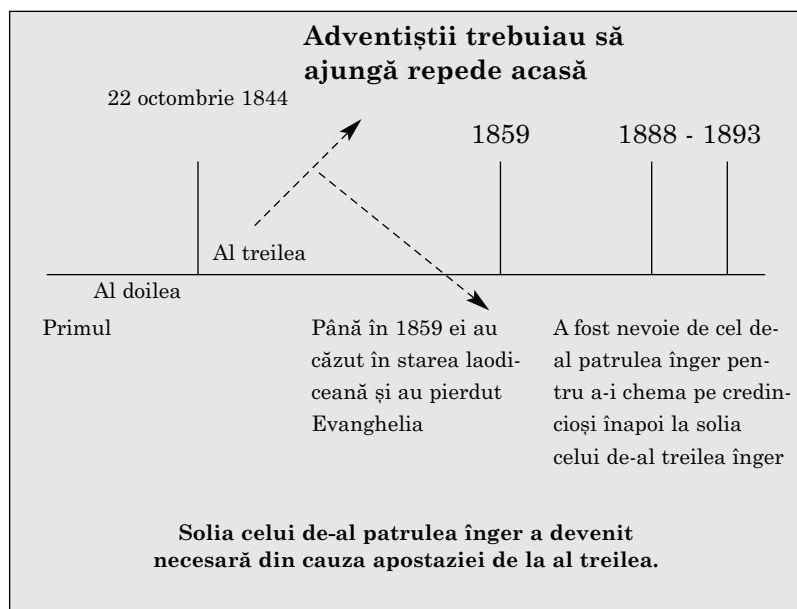 Adventiștii trebuiau să
ajungă repede acasă
22 octombrie 1844
1859
1888 - 1893
Al treilea
Al doilea
Primul
Până în 1859 ei au
căzut în starea laodi-
ceană și au pierdut
Evanghelia
A fost nevoie de cel de-
al patrulea înger pen-
tru a-i chema pe credin-
cioși înapoi la solia
celui de-al treilea înger
Solia celui de-al patrulea înger a devenit
necesară din cauza apostaziei de la al treilea.